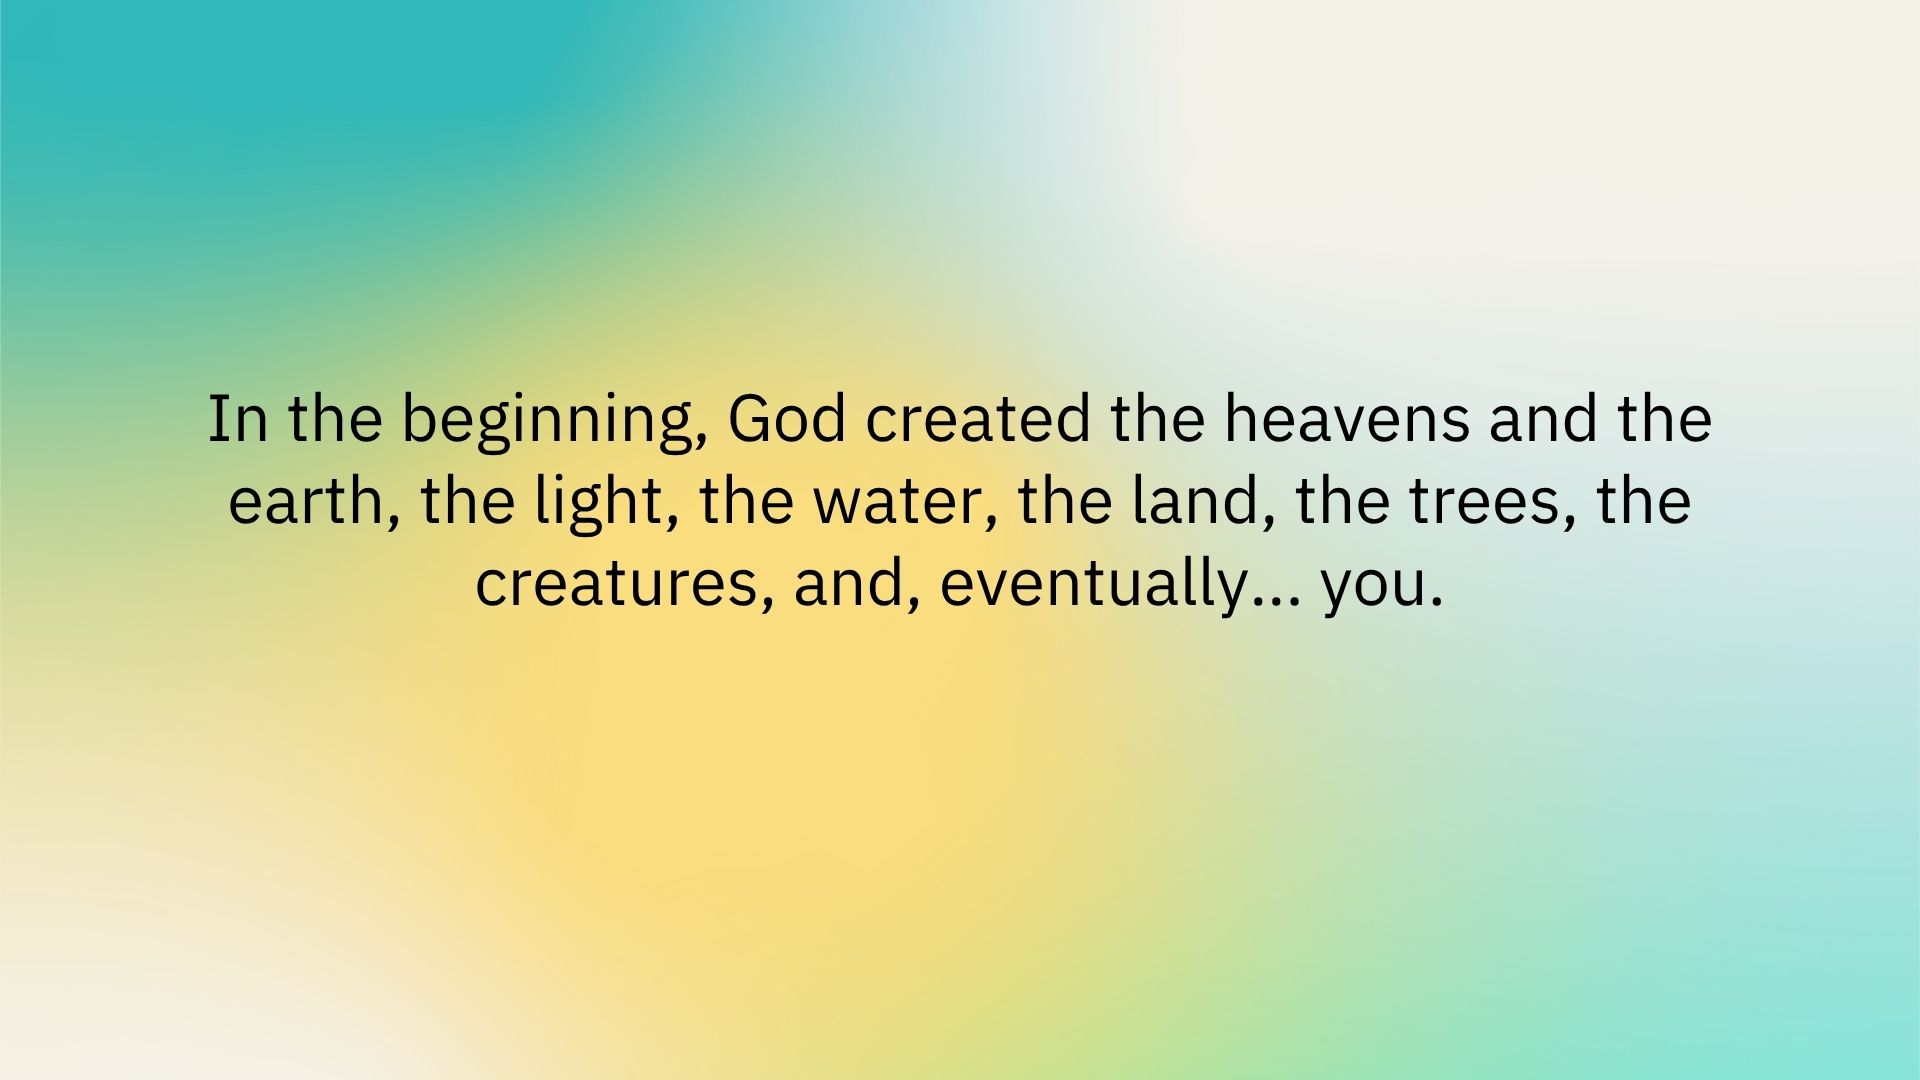 In the beginning, God created the heavens and the
earth, the light, the water, the land, the trees, the
creatures, and, eventually... you.